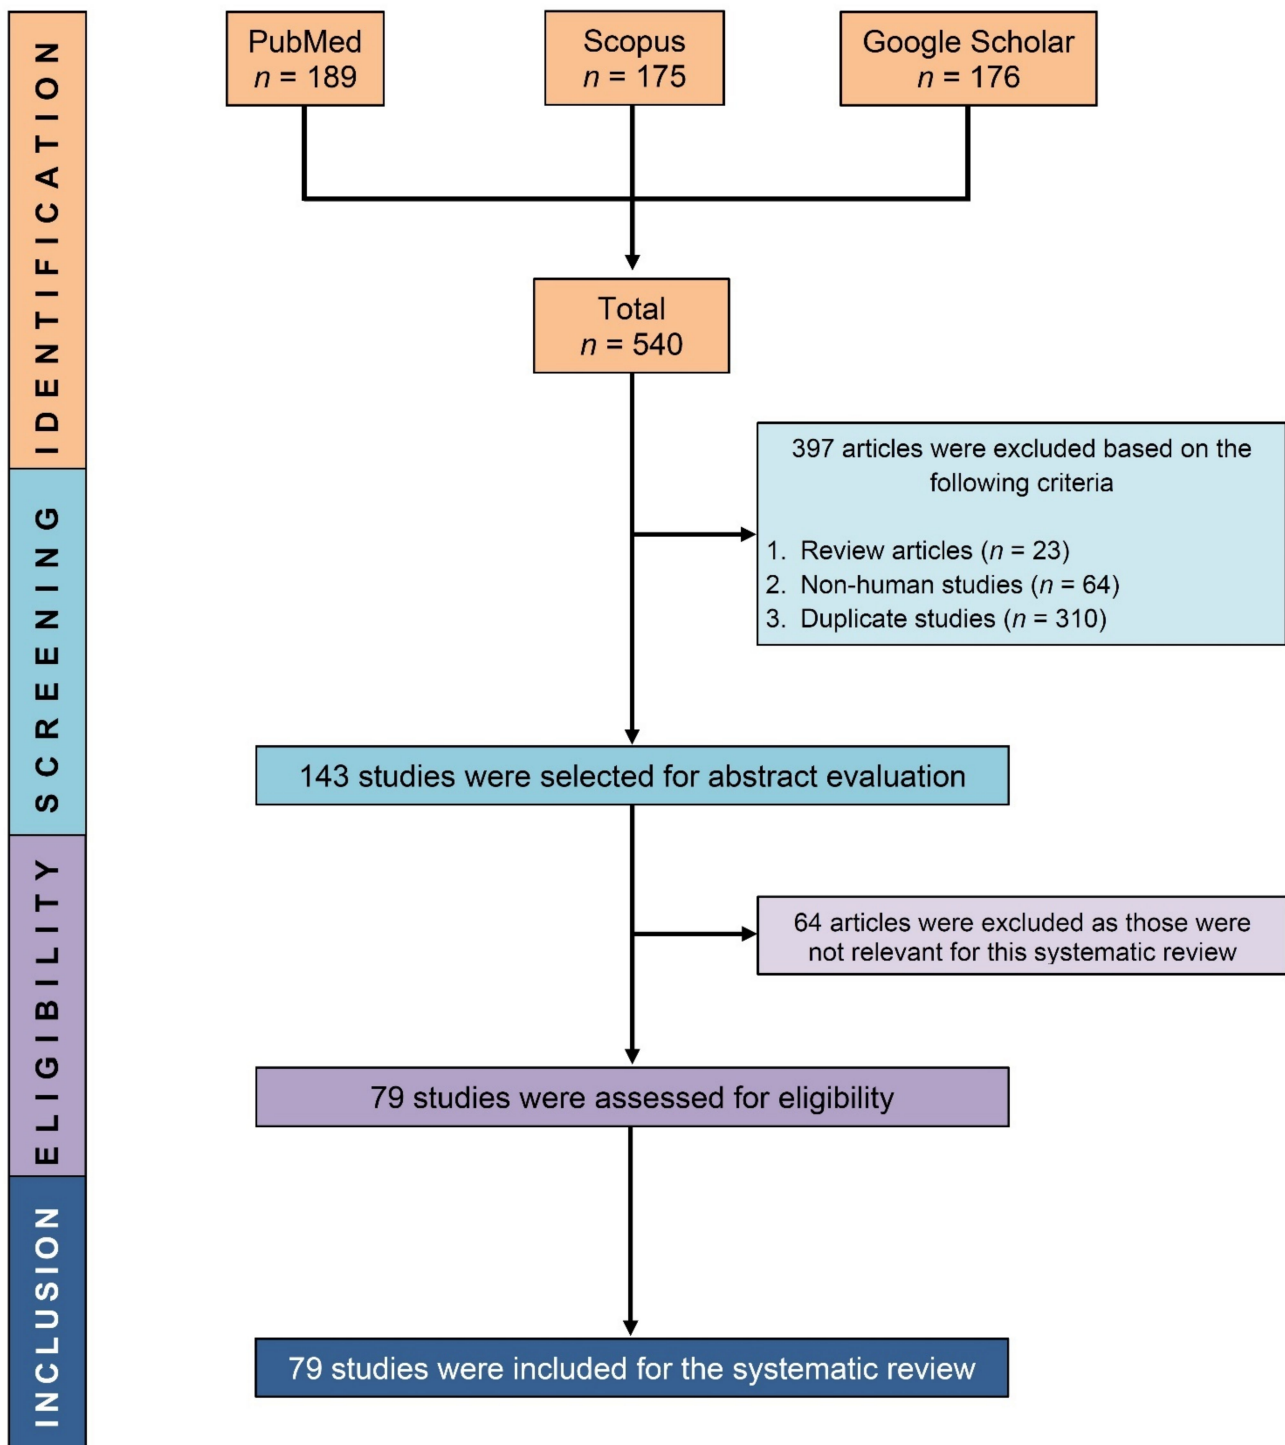 IDENTIFICATION
PubMed
n = 189
Scopus
n = 175
Google Scholar
n = 176
Total
n = 540
SCREENING
397 articles were excluded based on the
following criteria
1. Review articles (n = 23)
2. Non-human studies (n = 64)
3. Duplicate studies (n = 310)
143 studies were selected for abstract evaluation
ELIGIBILITY
64 articles were excluded as those were
not relevant for this systematic review
79 studies were assessed for eligibility
INCLUSION
79 studies were included for the systematic review